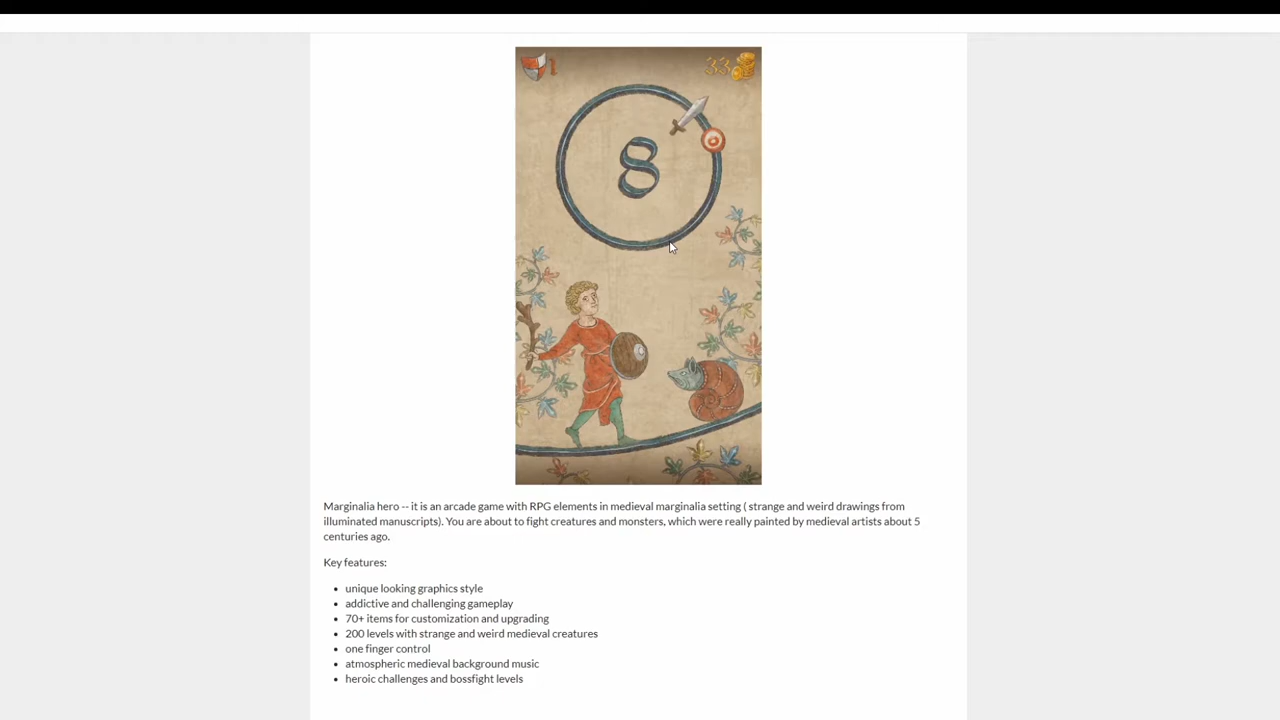 1
33
8
Marginalia hero -- it is an arcade game with RPG elements in medieval marginalia setting ( strange and weird drawings from
illuminated manuscripts). You are about to fight creatures and monsters, which were really painted by medieval artists about 5
centuries ago.
Key features:
unique looking graphics style
addictive and challenging gameplay
70+ items for customization and upgrading
200 levels with strange and weird medieval creatures
one finger control
atmospheric medieval background music
heroic challenges and bossfight levels